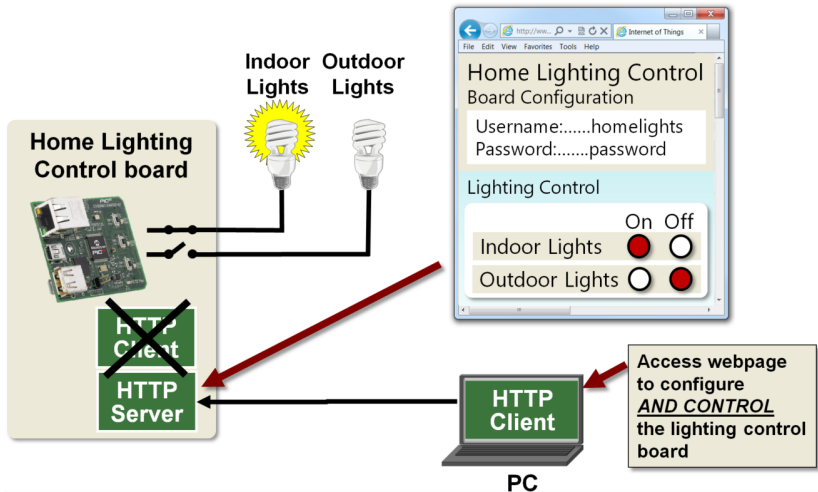 Indoor Lights
Outdoor Lights
Home Lighting
Control board
HTTP
Client
HTTP
Server
http://ww..
Internet of Things
File Edit View Favorites Tools Help
Home Lighting Control
Board Configuration
Username:......homelights
Password:.......password
Lighting Control
On Off
Indoor Lights
Outdoor Lights
HTTP
Client
PC
Access webpage
to configure
AND CONTROL
the lighting control
board